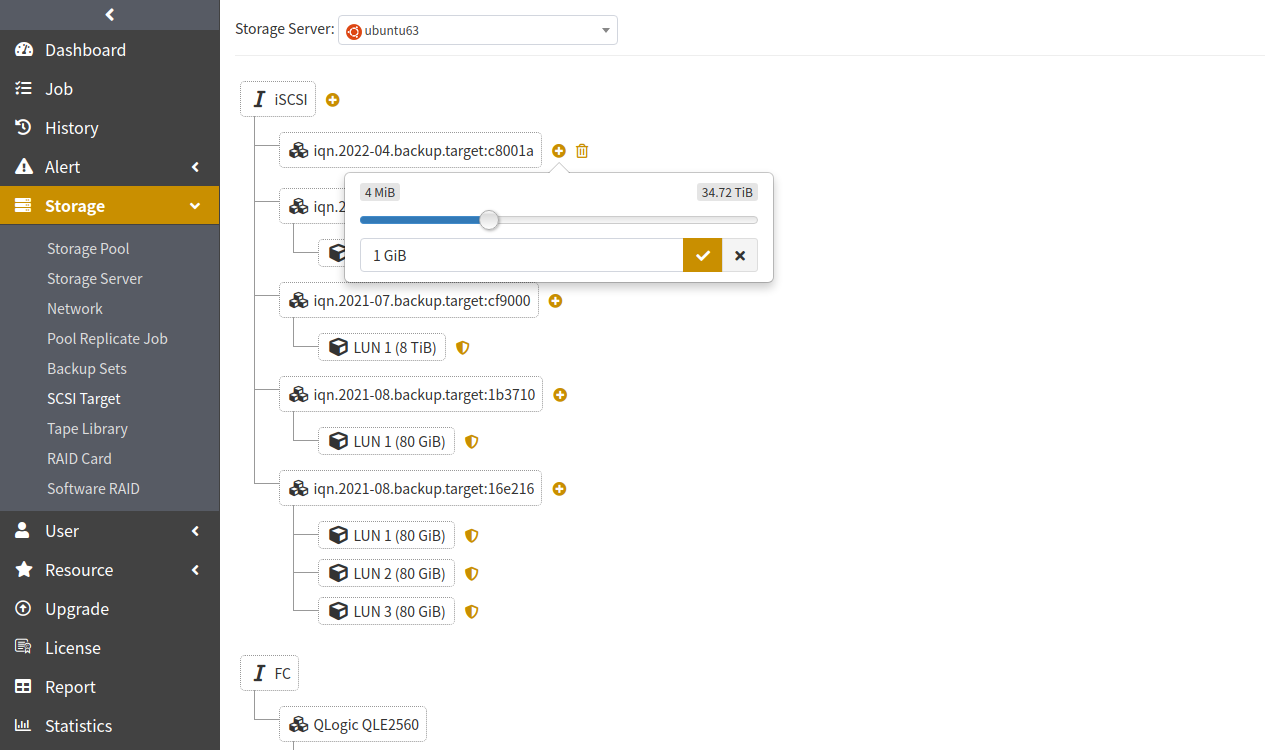 Dashboard
Job
History
Alert
Storage
Storage Pool
Storage Server
Network
Pool Replicate Job
Backup Sets
SCSI Target
Tape Library
RAID Card
Software RAID
User
Resource
Upgrade
License
Report
Statistics
Storage Server: ubuntu63
iSCSI
iqn.2022-04.backup.target:c8001a
4 MiB 34.72 TiB
1 GiB
iqn.2021-07.backup.target:cf9000
LUN 1 (8 TiB)
iqn.2021-08.backup.target:1b3710
LUN 1 (80 GiB)
iqn.2021-08.backup.target:16e216
LUN 1 (80 GiB)
LUN 2 (80 GiB)
LUN 3 (80 GiB)
FC
QLogic QLE2560